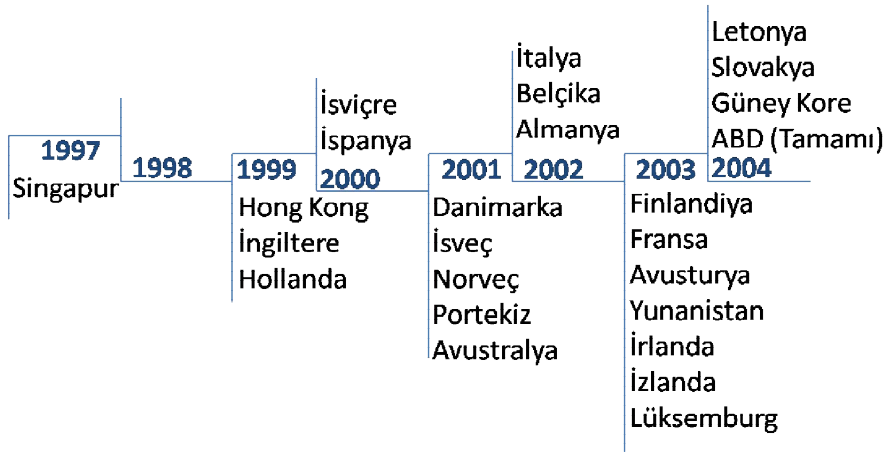 1997
Singapur
1998
1999
Hong Kong
İngiltere
Hollanda
İsviçre
İspanya
2000
2001
Danimarka
İsveç
Norveç
Portekiz
Avustralya
İtalya
Belçika
Almanya
2002
2003
Finlandiya
Fransa
Avusturya
Yunanistan
İrlanda
İzlanda
Lüksemburg
Letonya
Slovakya
Güney Kore
ABD (Tamamı)
2004